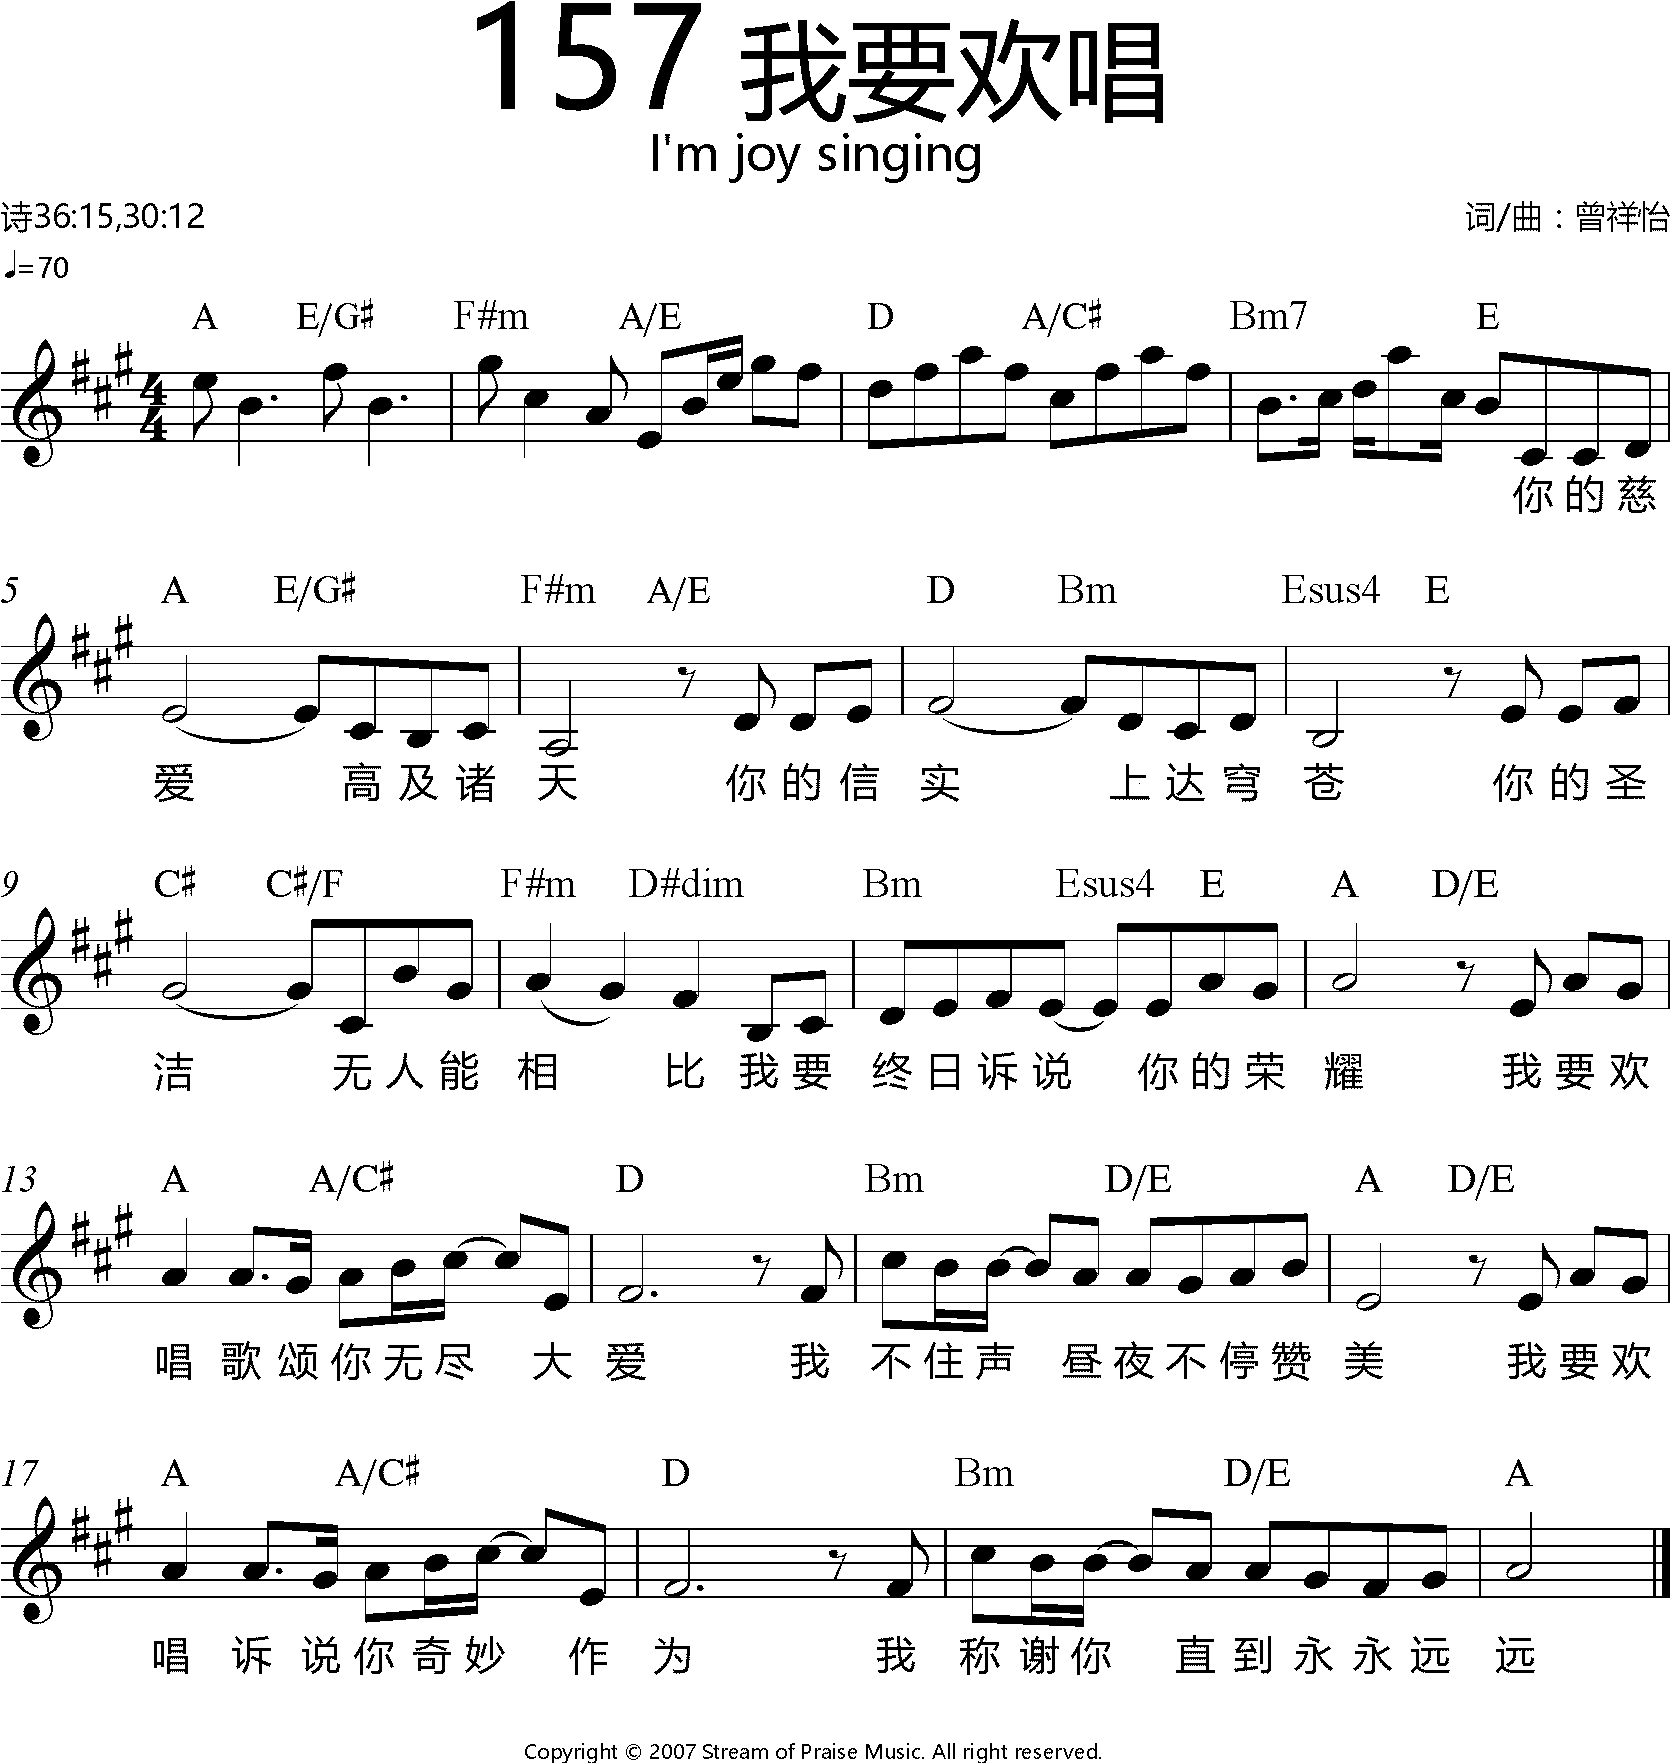 157 我要欢唱
I'm joy singing
诗36:15,30:12
词/曲：曾祥怡
♩=70
A E/G♯ F#m A/E D A/C♯ Bm7 E
4/4
你的慈
5 A E/G♯ F#m A/E D Bm Esus4 E
爱 高及诸天 你的信实 上达穹苍 你的圣
9 C♯ C♯/F F#m D#dim Bm Esus4 E A D/E
洁 无人能相 比我要终日诉说 你的荣耀 我要欢
13 A A/C♯ D Bm D/E A D/E
唱歌颂你无尽 大爱 我不住声 昼夜不停赞美 我要欢
17 A A/C♯ D Bm D/E A
唱 诉说你奇妙 作为 我称谢你 直到永永远远
Copyright © 2007 Stream of Praise Music. All right reserved.